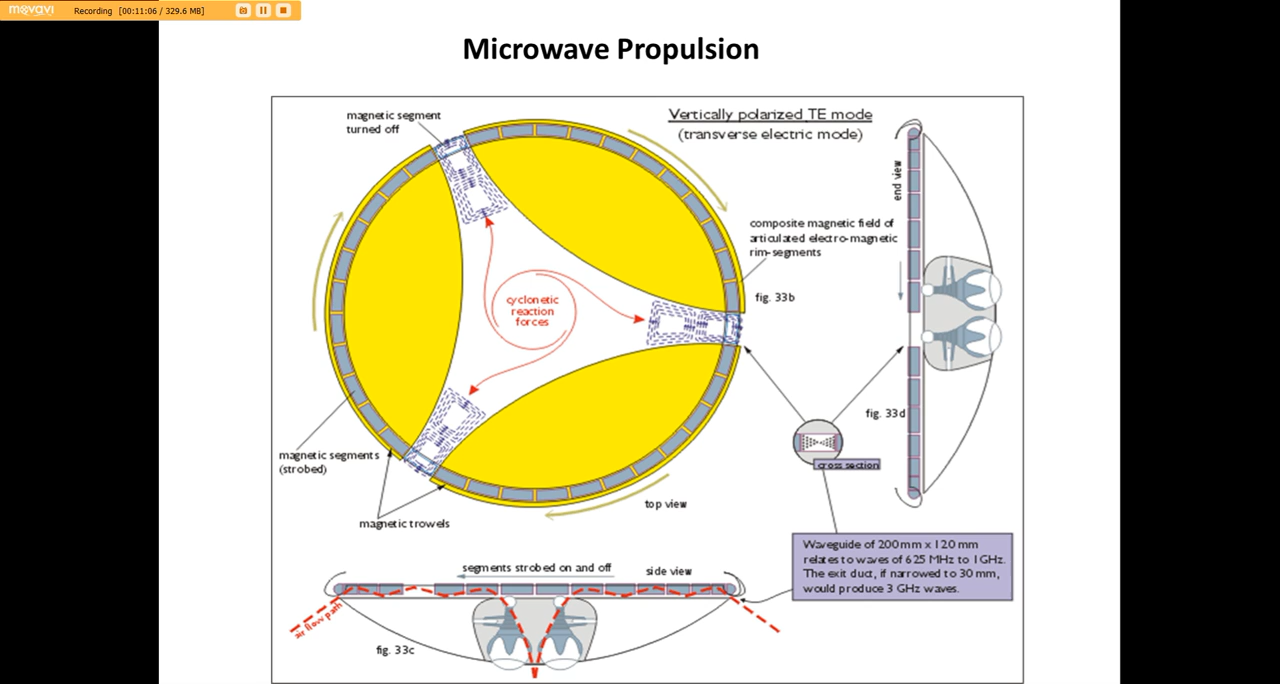 movavi
Recording [00:11:06 / 329.6 MB]
Microwave Propulsion
magnetic segment
turned off
Vertically polarized TE mode
(transverse electric mode)
end view
composite magnetic field of
articulated electro-magnetic
rim-segments
fig. 33b
cyclonetic
reaction
forces
fig. 33d
magnetic segments
(strobed)
cross section
magnetic trowels
top view
Waveguide of 200mm x 120 mm
relates to waves of 625 MHz to 1GHz.
The exit duct, if narrowed to 30 mm,
would produce 3 GHz waves.
segments strobed on and off
side view
air flow path
fig. 33c